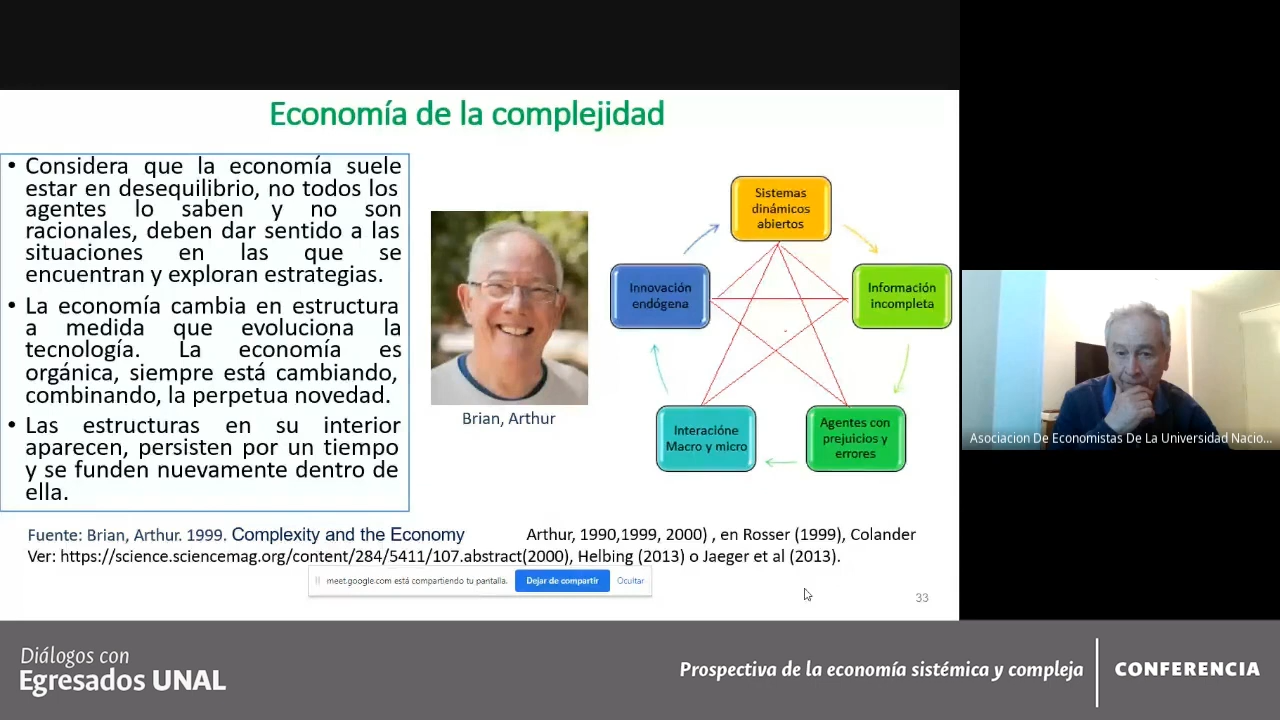 Economía de la complejidad
• Considera que la economía suele
estar en desequilibrio, no todos los
agentes lo saben y no son
racionales, deben dar sentido a las
situaciones en las que se
encuentran y exploran estrategias.
• La economía cambia en estructura
a medida que evoluciona la
tecnología. La economía es
orgánica, siempre está cambiando,
combinando, la perpetua novedad.
• Las estructuras en su interior
aparecen, persisten por un tiempo
y se funden nuevamente dentro de
ella.
Brian, Arthur
Sistemas
dinámicos
abiertos
Información
incompleta
Agentes con
prejuicios y
errores
Interacióne
Macro y micro
Innovación
endógena
Fuente: Brian, Arthur. 1999. Complexity and the Economy
Arthur, 1990,1999, 2000) , en Rosser (1999), Colander
Ver: https://science.sciencemag.org/content/284/5411/107.abstract(2000), Helbing (2013) o Jaeger et al (2013).
meet.google.com está compartiendo tu pantalla. Dejar de compartir Ocultar
33
Asociacion De Economistas De La Universidad Nacio...
Diálogos con
Egresados UNAL
Prospectiva de la economía sistémica y compleja
CONFERENCIA